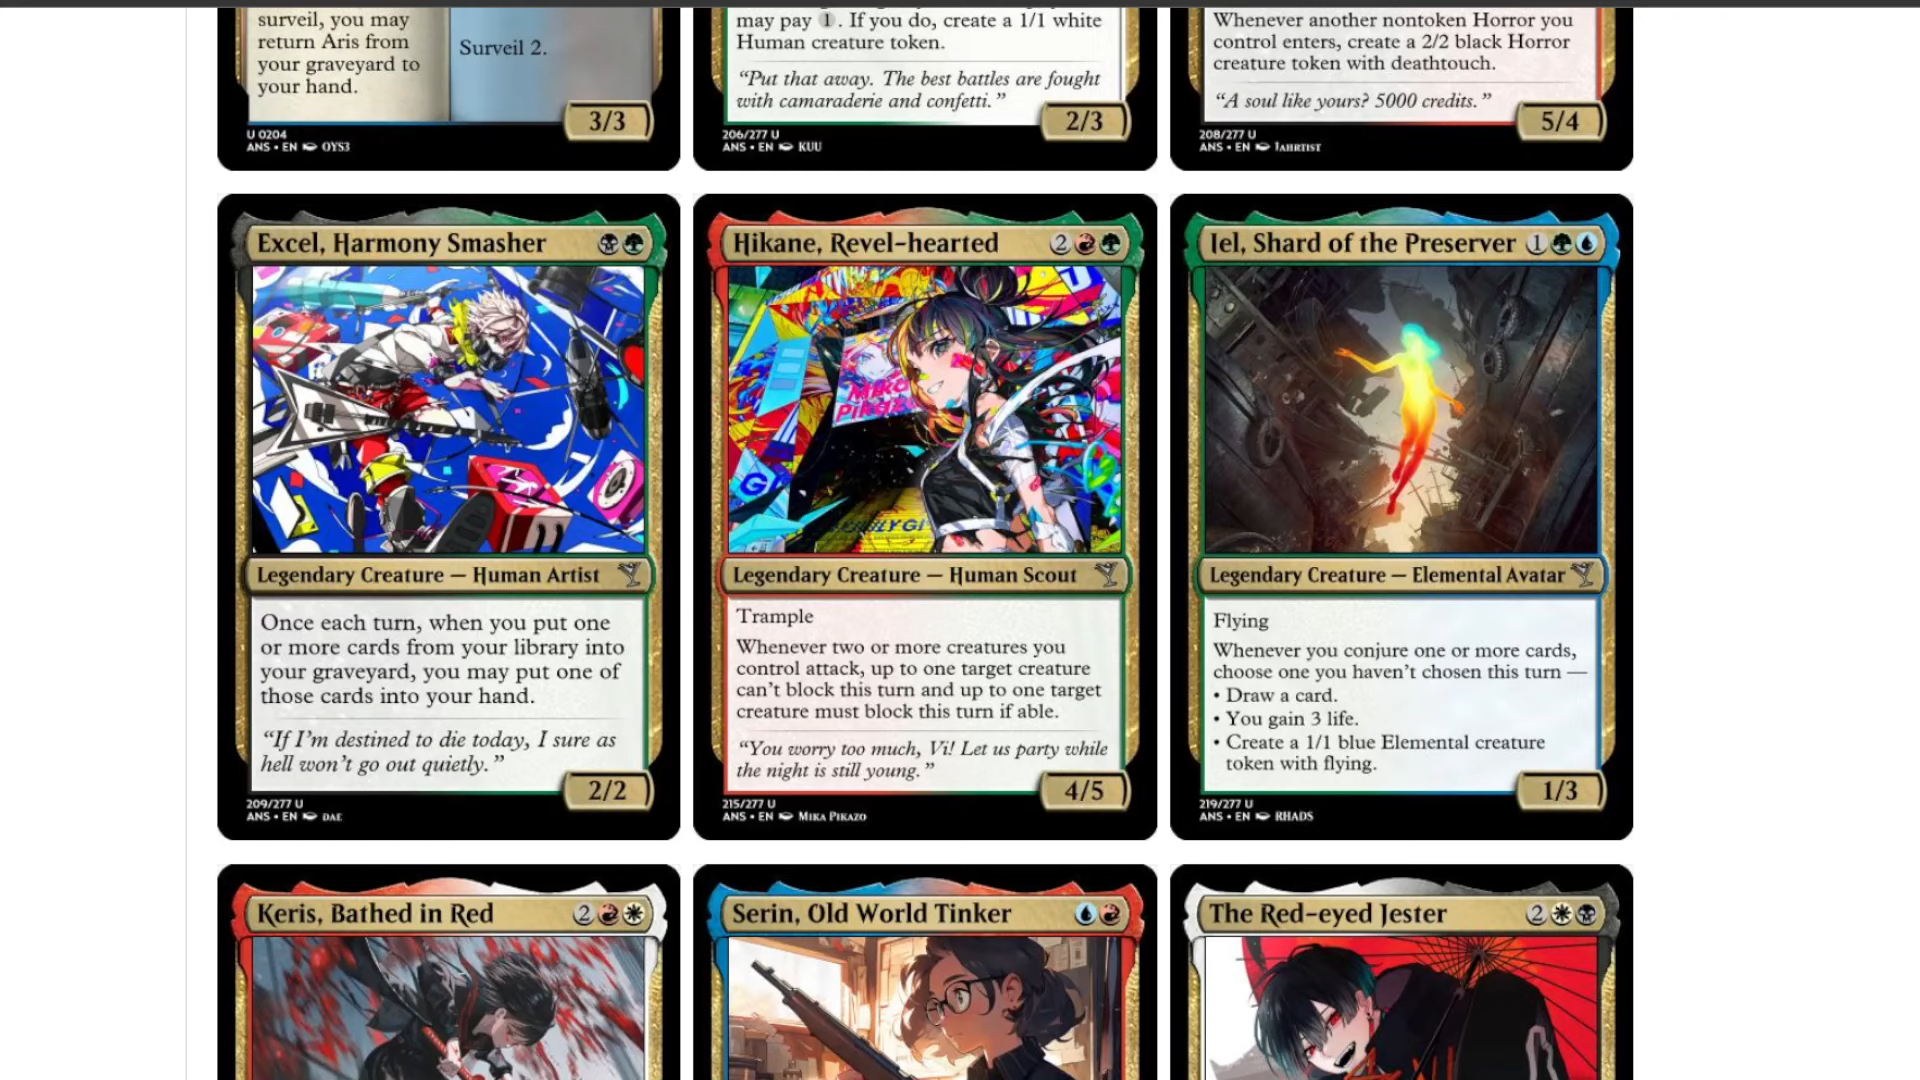 surveil, you may
return Aris from
your graveyard to
your hand.
Surveil 2.
3/3
U 0204
ANS • EN OYS3
may pay 1. If you do, create a 1/1 white
Human creature token.
“Put that away. The best battles are fought
with camaraderie and confetti.”
2/3
206/277 U
ANS • EN KUU
Whenever another nontoken Horror you
control enters, create a 2/2 black Horror
creature token with deathtouch.
“A soul like yours? 5000 credits.”
5/4
208/277 U
ANS • EN 1AHRTIST
Excel, Harmony Smasher
Legendary Creature — Human Artist
Once each turn, when you put one
or more cards from your library into
your graveyard, you may put one of
those cards into your hand.
“If I’m destined to die today, I sure as
hell won’t go out quietly.”
2/2
209/277 U
ANS • EN DAE
Hikane, Revel-hearted 2
MIKA
PIKAZO
Legendary Creature — Human Scout
Trample
Whenever two or more creatures you
control attack, up to one target creature
can’t block this turn and up to one target
creature must block this turn if able.
“You worry too much, Vi! Let us party while
the night is still young.”
4/5
215/277 U
ANS • EN MIKA PIKAZO
Iel, Shard of the Preserver 1
Legendary Creature — Elemental Avatar
Flying
Whenever you conjure one or more cards,
choose one you haven’t chosen this turn —
• Draw a card.
• You gain 3 life.
• Create a 1/1 blue Elemental creature
token with flying.
1/3
219/277 U
ANS • EN RHADS
Keris, Bathed in Red 2
Serin, Old World Tinker
The Red-eyed Jester 2